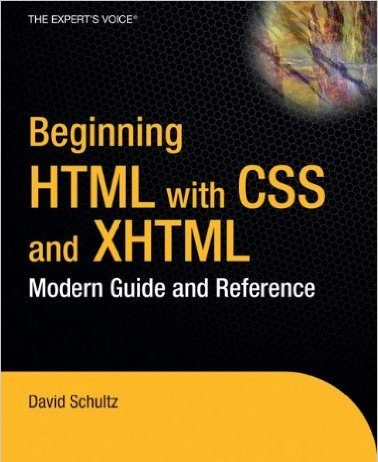 THE EXPERT'S VOICE®
Beginning
HTML with CSS
and XHTML
Modern Guide and Reference
David Schultz